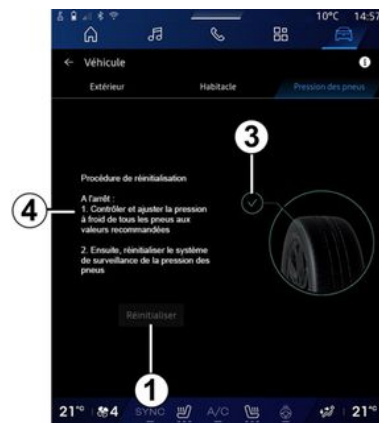 10°C 14:57
Véhicule
Extérieur Habitacle Pression des pneus
3
Procédure de réinitialisation
A l'arrêt :
1. Contrôler et ajuster la pression
à froid de tous les pneus aux
valeurs recommandées
4
2. Ensuite, réinitialiser le système
de surveillance de la pression des
pneus
Réinitialiser
1
21°° 4 SYNC A/C 21°°